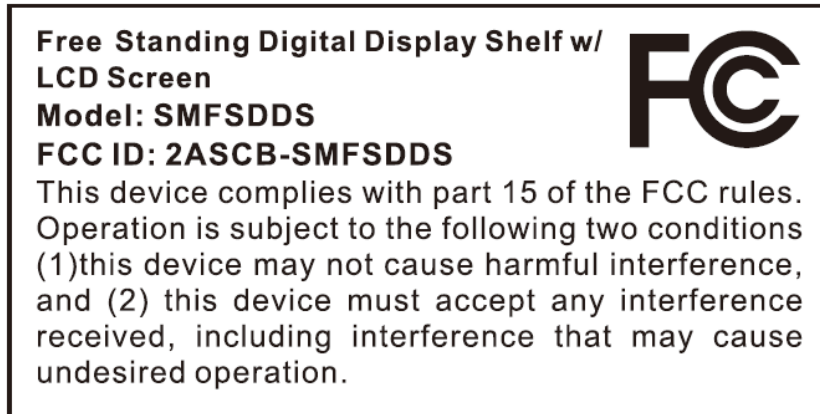 Free Standing Digital Display Shelf w/
LCD Screen
Model: SMFSDDS
FCC ID: 2ASCB-SMFSDDS
This device complies with part 15 of the FCC rules.
Operation is subject to the following two conditions
(1)this device may not cause harmful interference,
and (2) this device must accept any interference
received, including interference that may cause
undesired operation.
FCC